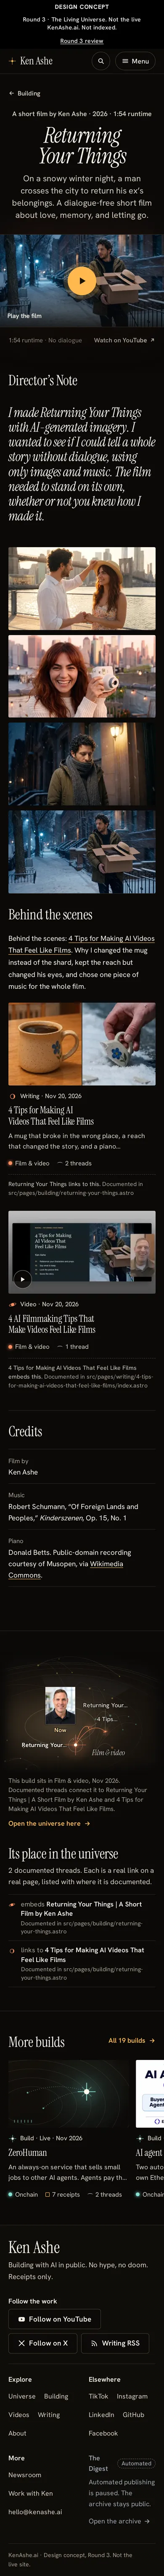 DESIGN CONCEPT
Round 3 · The Living Universe. Not the live
KenAshe.ai. Not indexed.
Round 3 review
Ken Ashe
Menu
← Building
A short film by Ken Ashe · 2026 · 1:54 runtime
Returning
Your Things
On a snowy winter night, a man
crosses the city to return his ex's
belongings. A dialogue-free short film
about love, memory, and letting go.
Play the film
1:54 runtime · No dialogue
Watch on YouTube ↗
Director's Note
I made Returning Your Things
with AI-generated imagery. I
wanted to see if I could tell a love
story without dialogue, using
only images and music. The film
needed to stand on its own,
whether or not you knew how I
made it.
Behind the scenes
Behind the scenes: 4 Tips for Making AI Videos
That Feel Like Films. Why I changed the mug
instead of the shard, kept the reach but
changed his eyes, and chose one piece of
music for the whole film.
Writing · Nov 20, 2026
4 Tips for Making AI
Videos That Feel Like Films
A mug that broke in the wrong place, a reach
that changed the story, and a piano...
Film & video
2 threads
Returning Your Things links to this. Documented in
src/pages/building/returning-your-things.astro
4 Tips for Making AI
Videos That Feel
Like Films
Video · Nov 20, 2026
4 AI Filmmaking Tips That
Make Videos Feel Like Films
Film & video
1 thread
4 Tips for Making AI Videos That Feel Like Films
embeds this. Documented in src/pages/writing/4-tips-
for-making-ai-videos-that-feel-like-films/index.astro
Credits
Film by
Ken Ashe
Music
Robert Schumann, “Of Foreign Lands and
Peoples,” Kinderszenen, Op. 15, No. 1
Piano
Donald Betts. Public-domain recording
courtesy of Musopen, via Wikimedia
Commons.
Returning Your...
4 Tips...
Now
Returning Your...
Film & video
This build sits in Film & video, Nov 2026.
Documented threads connect it to Returning Your
Things | A Short Film by Ken Ashe and 4 Tips for
Making AI Videos That Feel Like Films.
Open the universe here →
Its place in the universe
2 documented threads. Each is a real link on a
real page, listed with where it is documented.
embeds Returning Your Things | A Short
Film by Ken Ashe
Documented in src/pages/building/returning-
your-things.astro
links to 4 Tips for Making AI Videos That
Feel Like Films
Documented in src/pages/building/returning-
your-things.astro
More builds
All 19 builds →
Build · Live · Nov 2026
ZeroHuman
An always-on service that sells small
jobs to other AI agents. Agents pay th...
Onchain
7 receipts
2 threads
Build
AI agent
Two auto
own Ethe
Onchain
Ken Ashe
Building with AI in public. No hype, no doom.
Receipts only.
Follow the work
Follow on YouTube
Follow on X
Writing RSS
Explore
Elsewhere
Universe
Building
TikTok
Instagram
Videos
Writing
LinkedIn
GitHub
About
Facebook
More
The
Digest
Automated
Newsroom
Automated publishing
is paused. The
archive stays public.
Work with Ken
hello@kenashe.ai
Open the archive →
KenAshe.ai · Design concept, Round 3. Not the
live site.